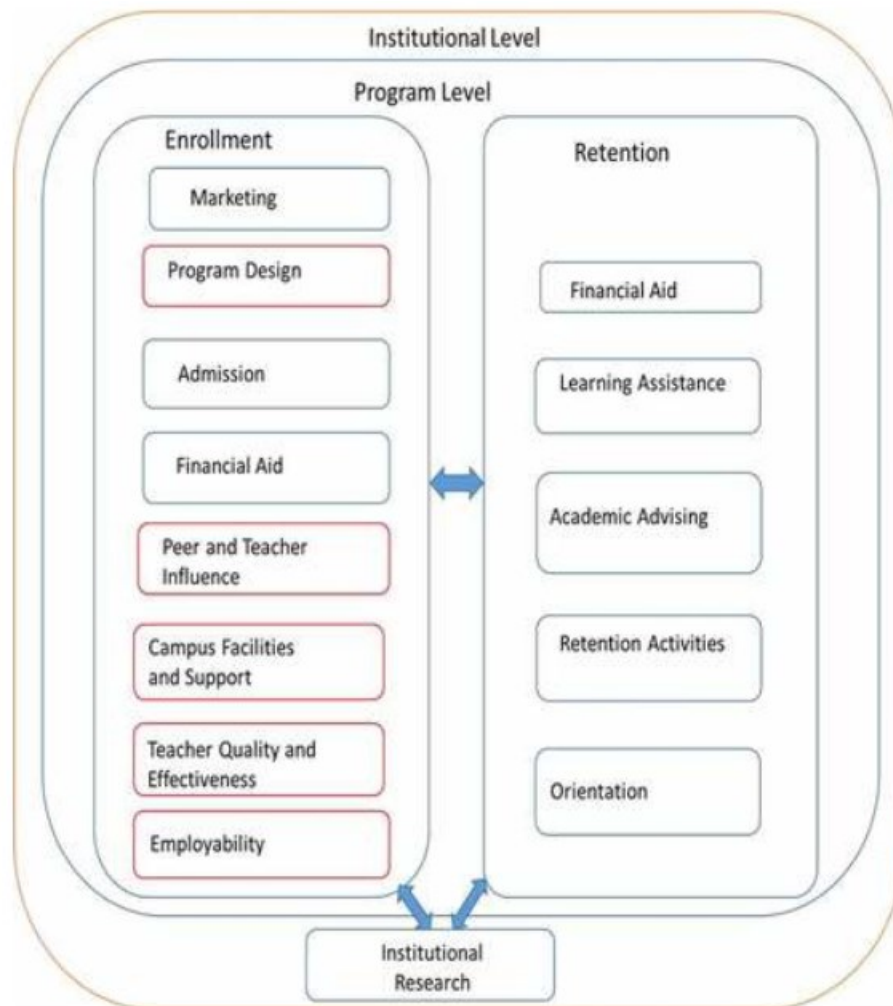 Institutional Level
Program Level
Enrollment
Marketing
Program Design
Admission
Financial Aid
Peer and Teacher
Influence
Campus Facilities
and Support
Teacher Quality and
Effectiveness
Employability
Retention
Financial Aid
Learning Assistance
Academic Advising
Retention Activities
Orientation
Institutional
Research